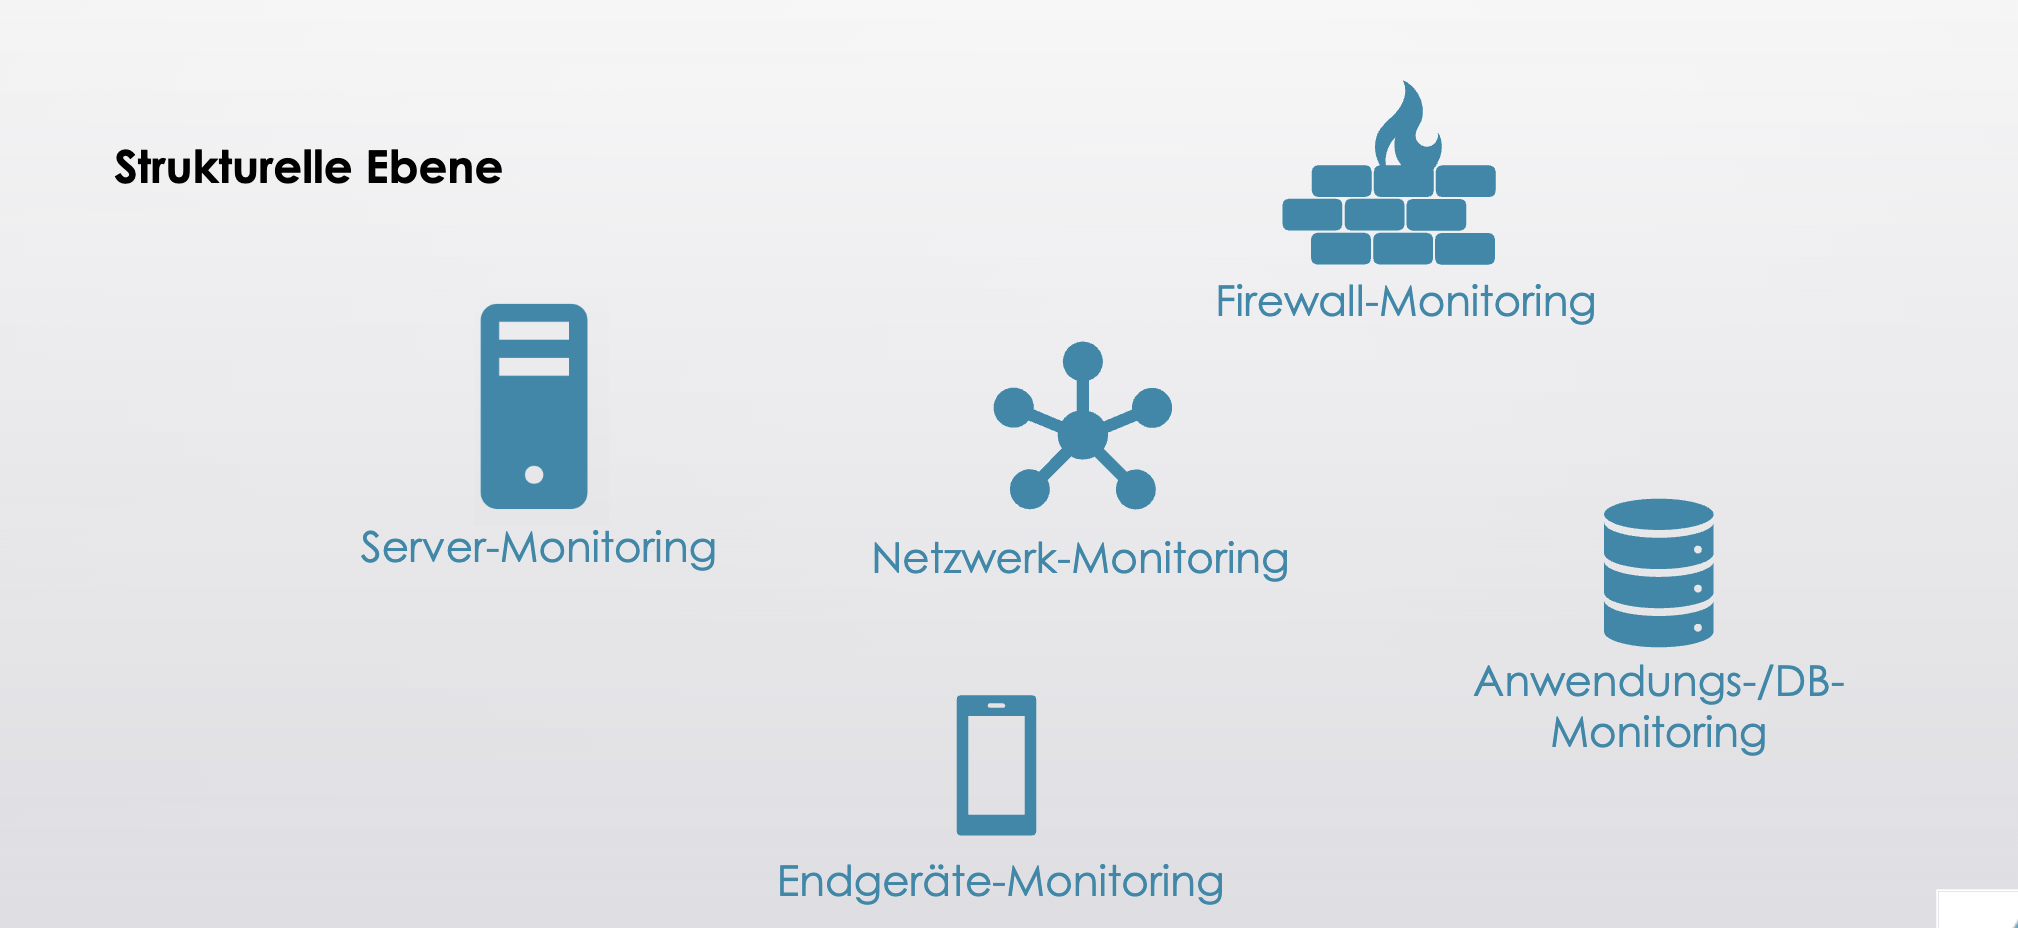 Strukturelle Ebene
Firewall-Monitoring
Server-Monitoring
Netzwerk-Monitoring
Anwendungs-/DB-
Monitoring
Endgeräte-Monitoring